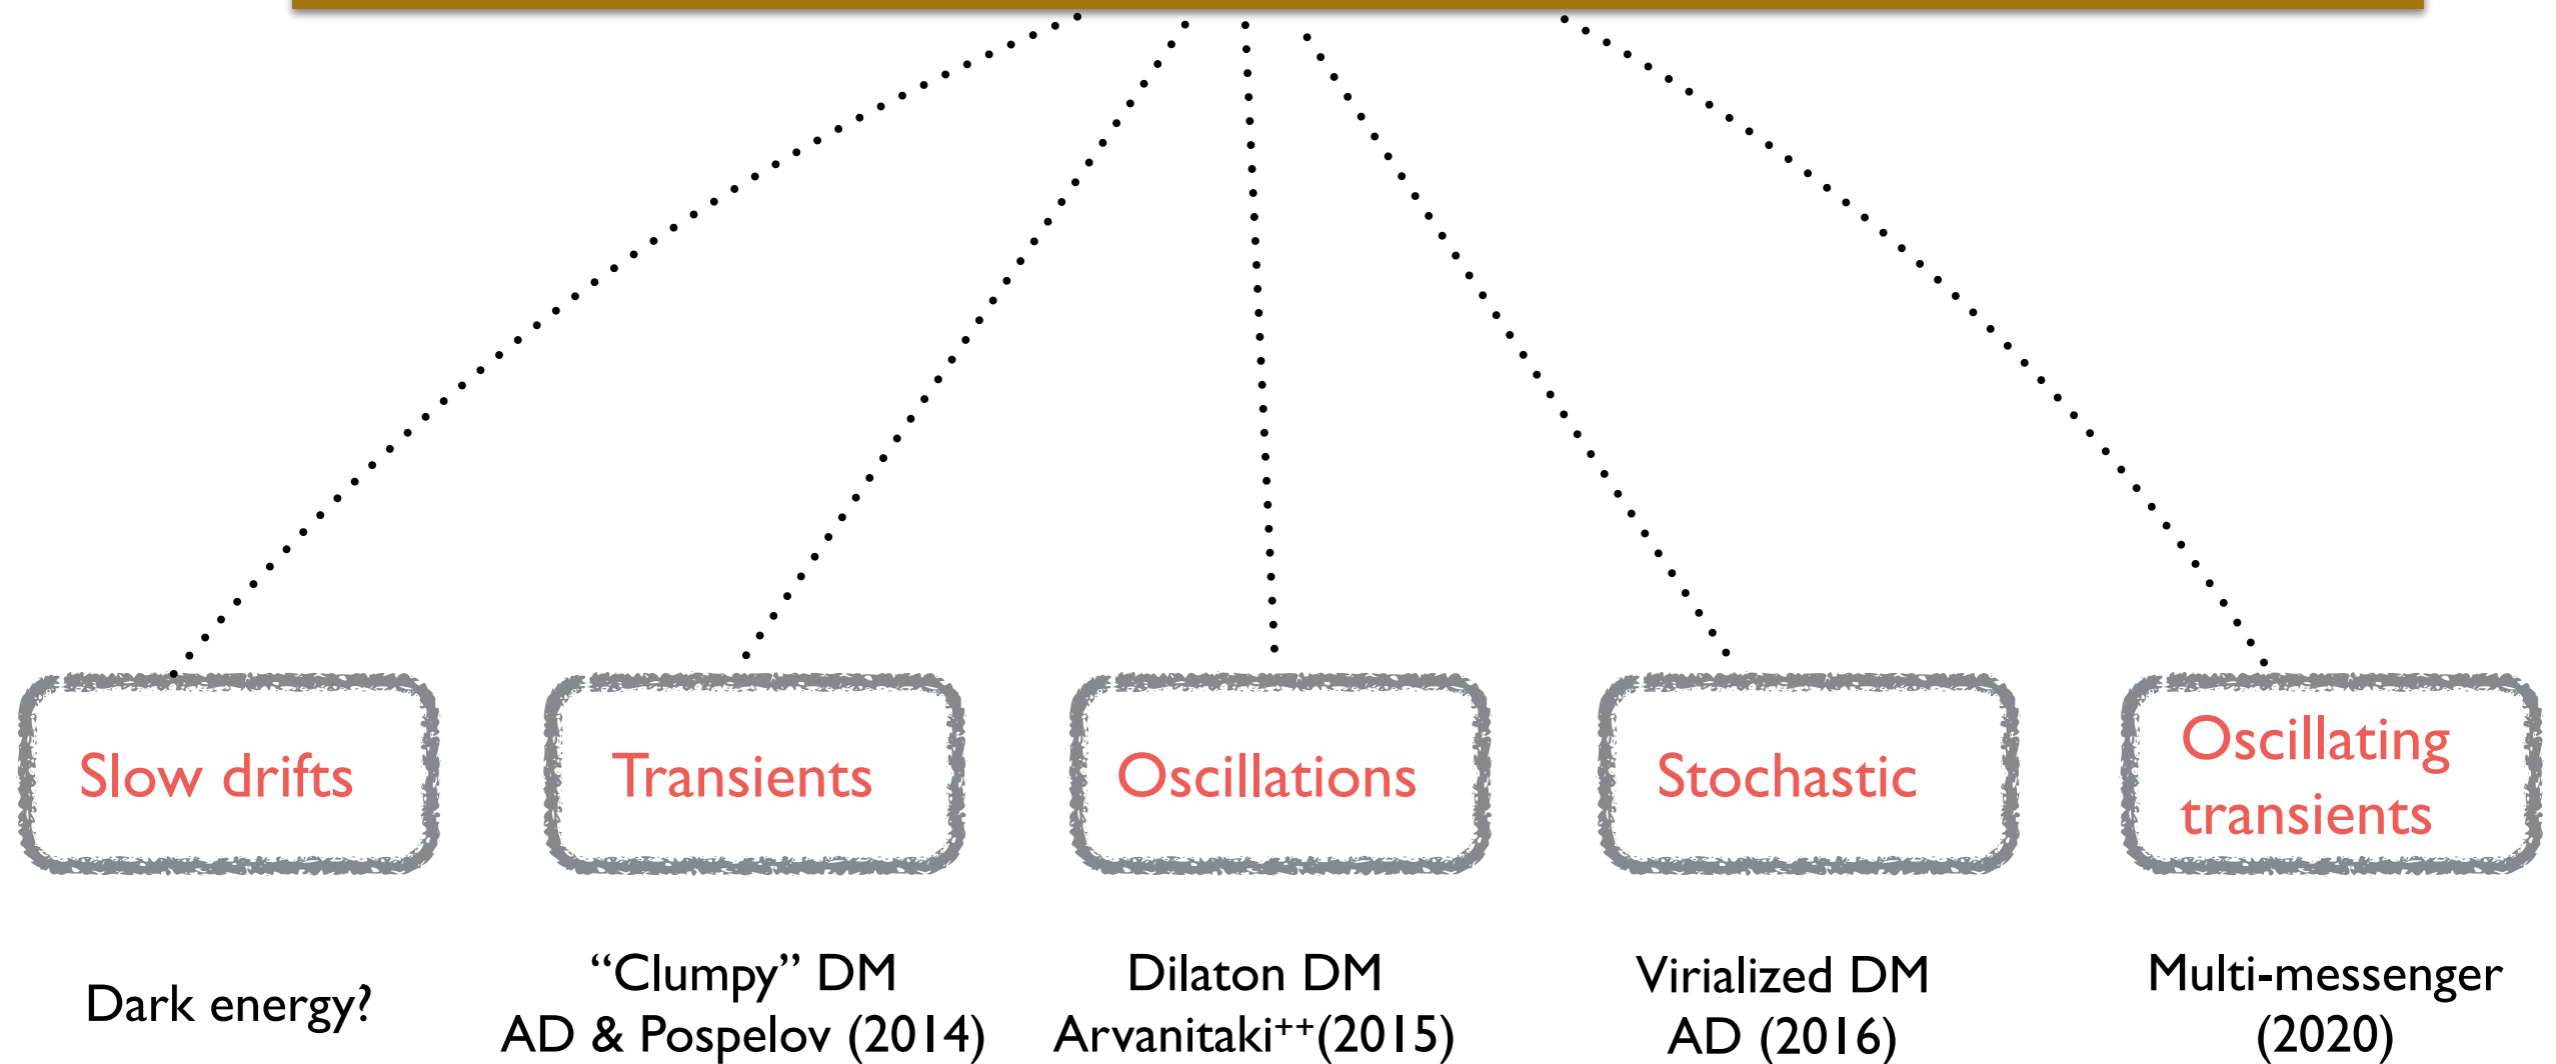 Slow drifts
Transients
Oscillations
Stochastic
Oscillating
transients
Dark energy?
“Clumpy” DM
AD & Pospelov (2014)
Dilaton DM
Arvanitaki++(2015)
Virialized DM
AD (2016)
Multi-messenger
(2020)